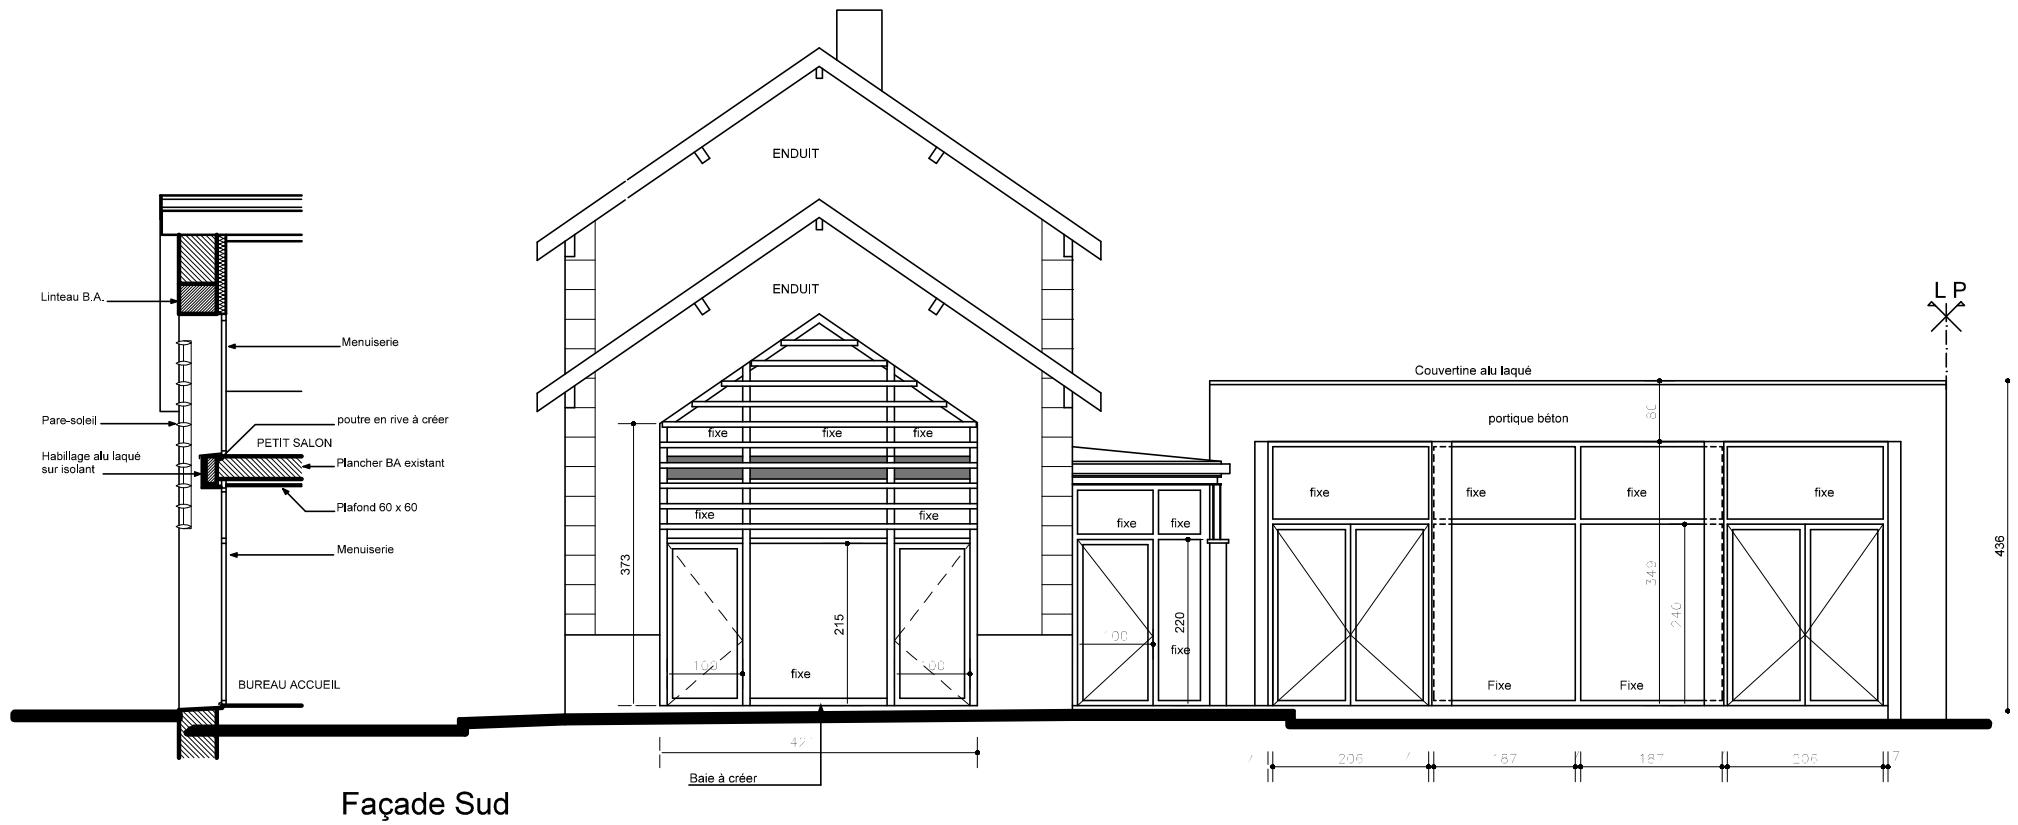 ENDUIT
ENDUIT
Linteau B.A.
Menuiserie
Pare-soleil
poutre en rive à créer
PETIT SALON
Habillage alu laqué
sur isolant
Plancher BA existant
Plafond 60 x 60
Menuiserie
BUREAU ACCUEIL
fixe
fixe
fixe
fixe
fixe
373
215
100
100
fixe
Baie à créer
fixe
fixe
100
220
fixe
L P
Couvertine alu laqué
portique béton
80
fixe
fixe
fixe
fixe
349
240
436
Fixe
Fixe
206
187
187
206
7
Façade Sud